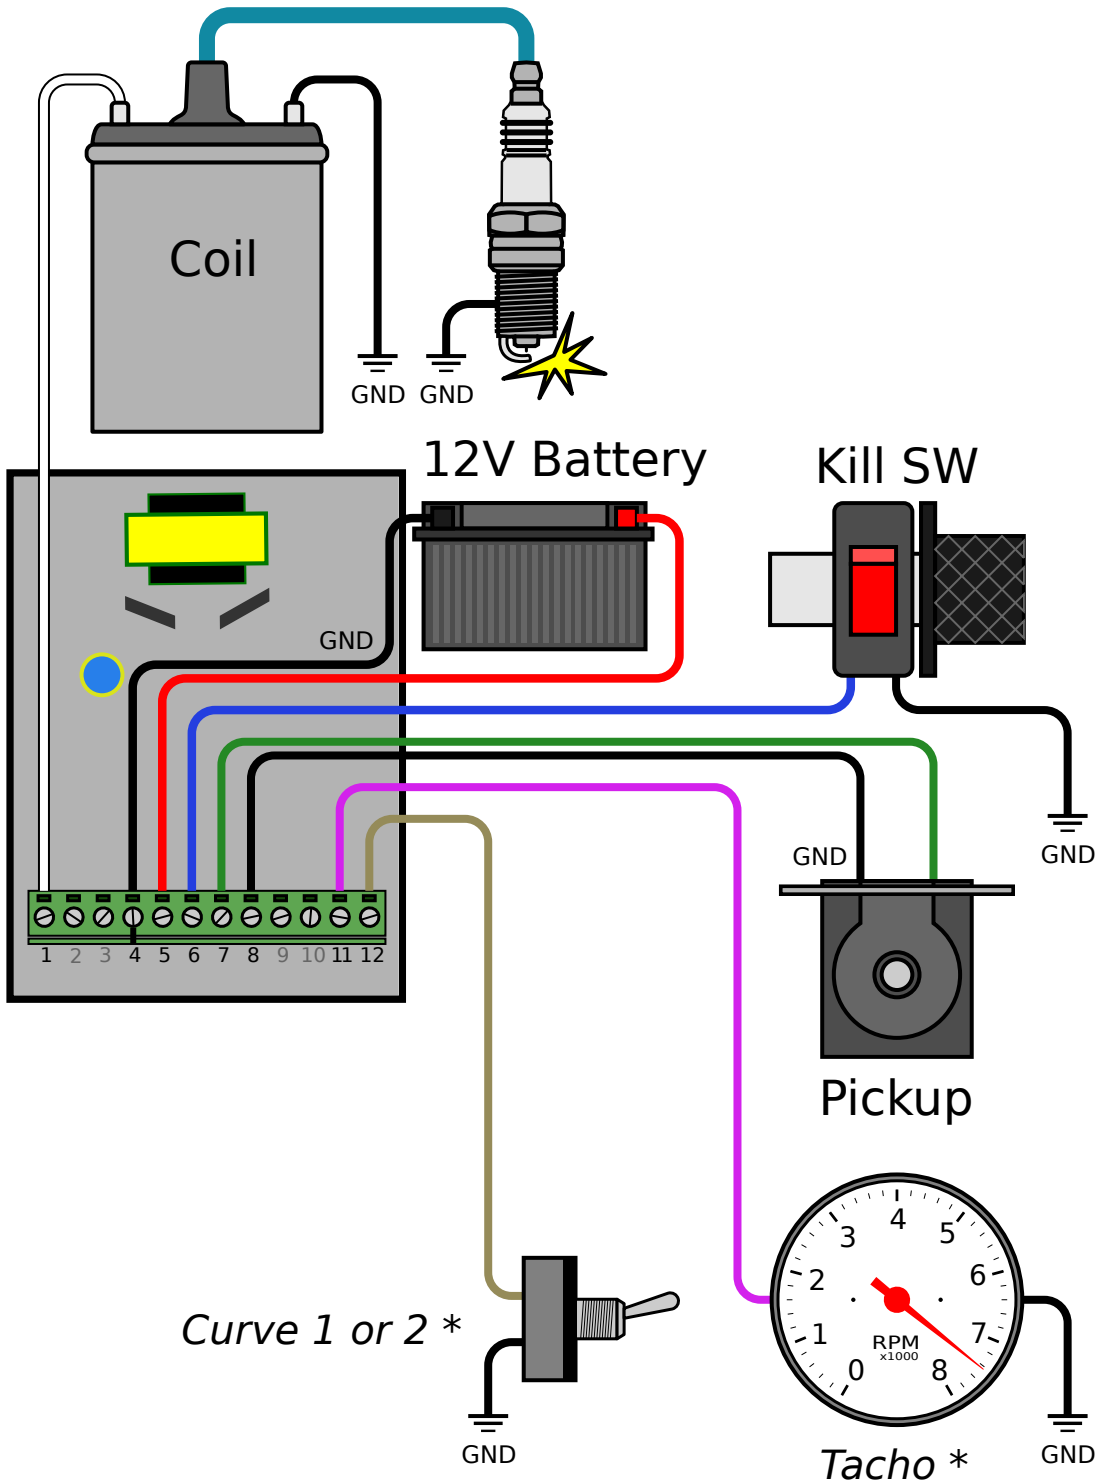 Coil
GND GND
12V Battery
Kill SW
GND
GND
GND
1 2 3 4 5 6 7 8 9 10 11 12
Pickup
4
3 5
2 6
1 7
RPM
x1000
0 8
Curve 1 or 2 *
GND
GND
Tacho *